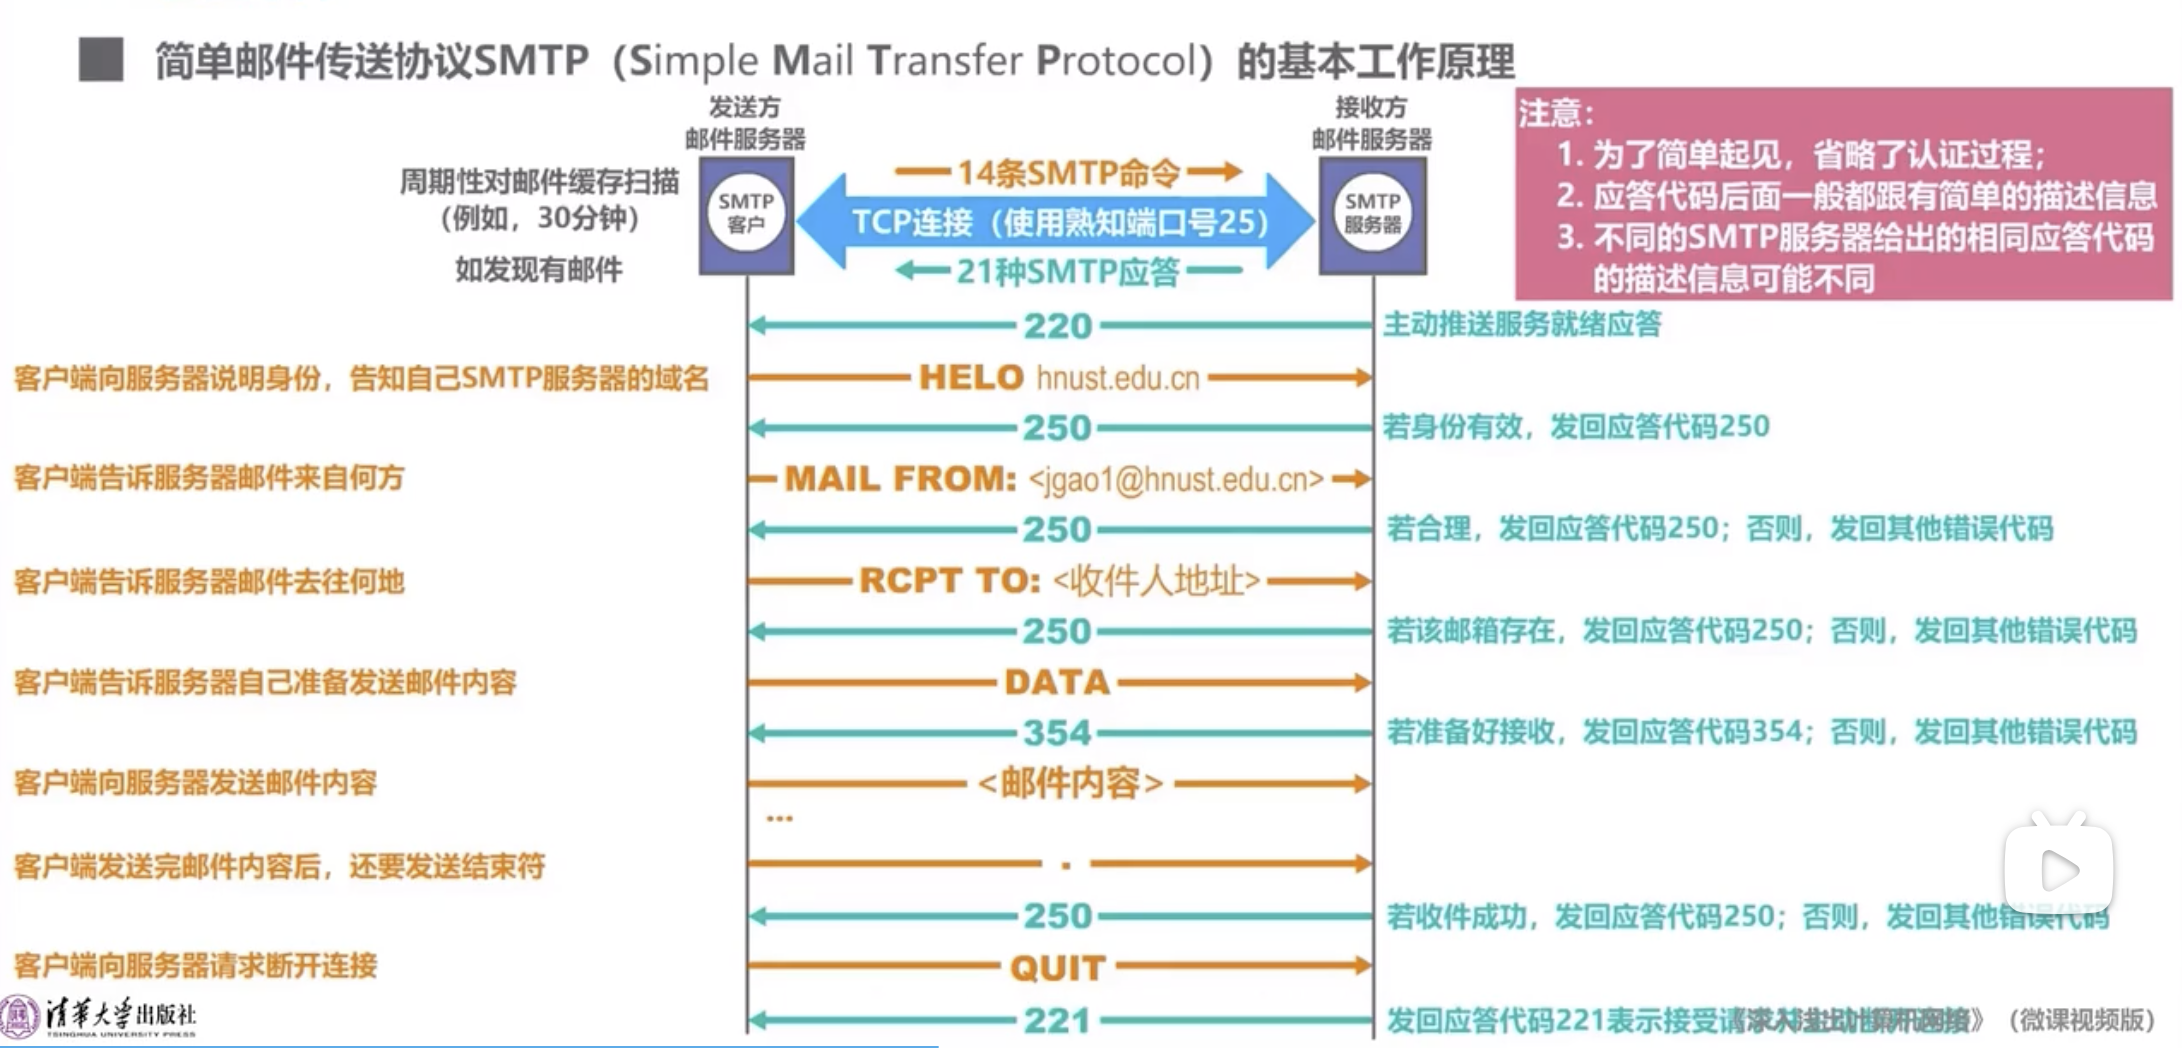 简单邮件传送协议SMTP（Simple Mail Transfer Protocol）的基本工作原理
发送方
邮件服务器
接收方
邮件服务器
注意：
1. 为了简单起见，省略了认证过程；
2. 应答代码后面一般都跟有简单的描述信息
3. 不同的SMTP服务器给出的相同应答代码
的描述信息可能不同
周期性对邮件缓存扫描
（例如，30分钟）
如发现有邮件
SMTP
客户
14条SMTP命令
TCP连接（使用熟知端口号25）
21种SMTP应答
SMTP
服务器
220
主动推送服务就绪应答
客户端向服务器说明身份，告知自己SMTP服务器的域名
HELO hnust.edu.cn
250
若身份有效，发回应答代码250
客户端告诉服务器邮件来自何方
MAIL FROM: <jgao1@hnust.edu.cn>
250
若合理，发回应答代码250；否则，发回其他错误代码
客户端告诉服务器邮件去往何地
RCPT TO: <收件人地址>
250
若该邮箱存在，发回应答代码250；否则，发回其他错误代码
客户端告诉服务器自己准备发送邮件内容
DATA
354
若准备好接收，发回应答代码354；否则，发回其他错误代码
客户端向服务器发送邮件内容
<邮件内容>
...
客户端发送完邮件内容后，还要发送结束符
.
250
若收件成功，发回应答代码250；否则，发回其他错误代码
客户端向服务器请求断开连接
QUIT
221
发回应答代码221表示接受请求
《深入浅出计算机网络》（微课视频版）
清华大学出版社
TSINGHUA UNIVERSITY PRESS